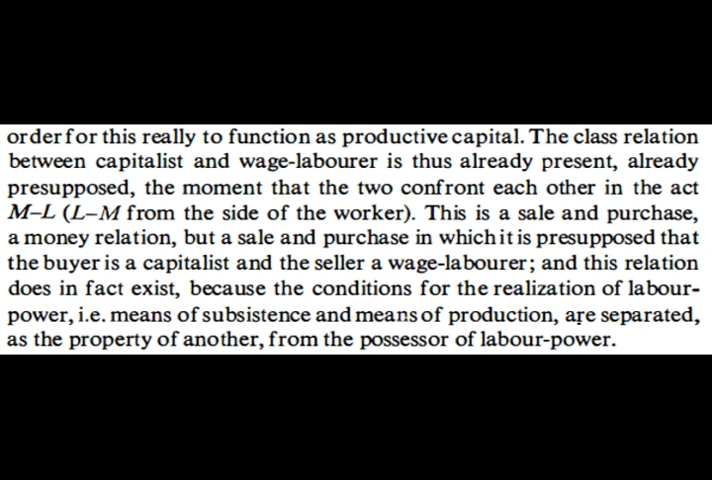 order for this really to function as productive capital. The class relation
between capitalist and wage-labourer is thus already present, already
presupposed, the moment that the two confront each other in the act
M–L (L–M from the side of the worker). This is a sale and purchase,
a money relation, but a sale and purchase in which it is presupposed that
the buyer is a capitalist and the seller a wage-labourer; and this relation
does in fact exist, because the conditions for the realization of labour-
power, i.e. means of subsistence and means of production, are separated,
as the property of another, from the possessor of labour-power.